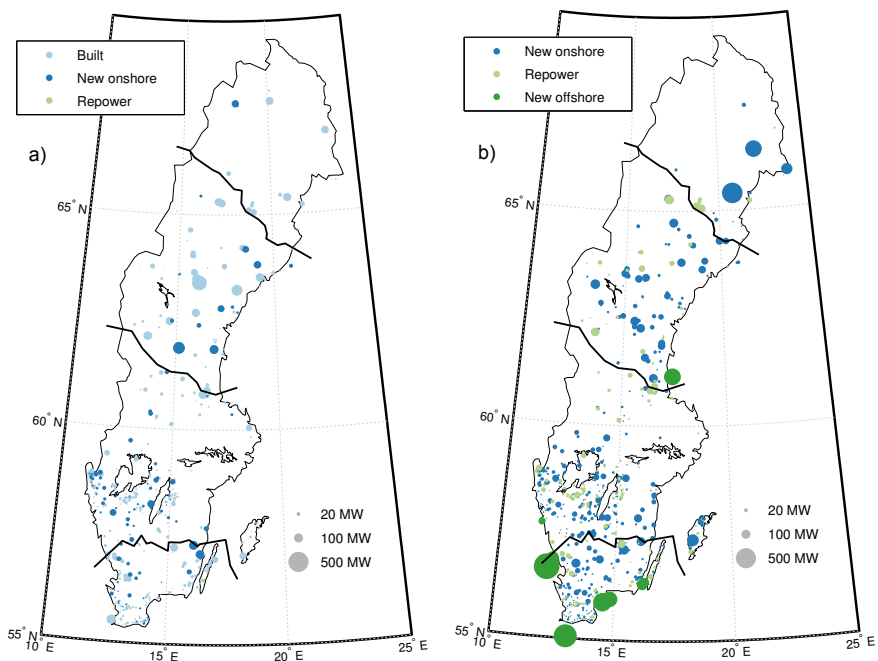 Built
New onshore
Repower
a)
65° N
60° N
55° N
10° E
15° E
20° E
25° E
20 MW
100 MW
500 MW
New onshore
Repower
New offshore
b)
65° N
60° N
55° N
10° E
15° E
20° E
25° E
20 MW
100 MW
500 MW